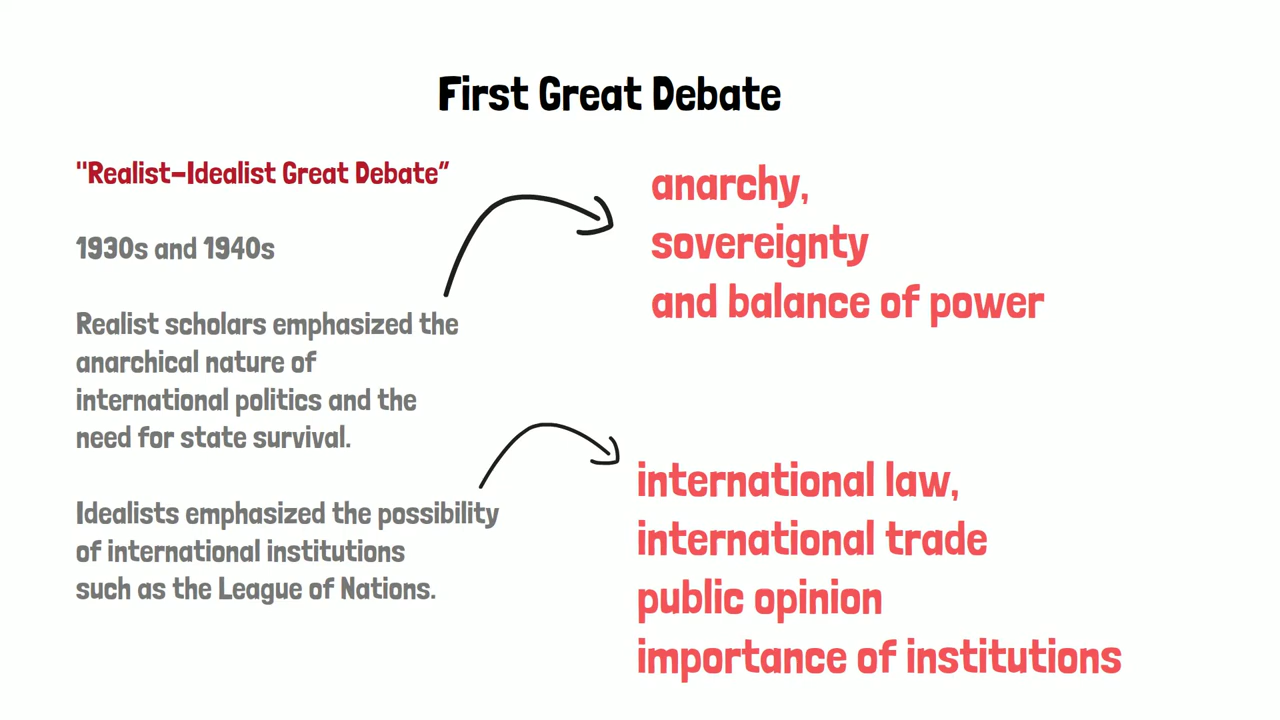 First Great Debate
"Realist-Idealist Great Debate”
1930s and 1940s
Realist scholars emphasized the
anarchical nature of
international politics and the
need for state survival.
Idealists emphasized the possibility
of international institutions
such as the League of Nations.
anarchy,
sovereignty
and balance of power
international law,
international trade
public opinion
importance of institutions